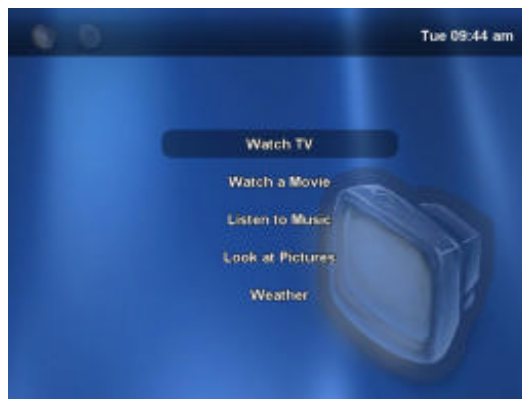 Tue 09:44 am
Watch TV
Watch a Movie
Listen to Music
Look at Pictures
Weather